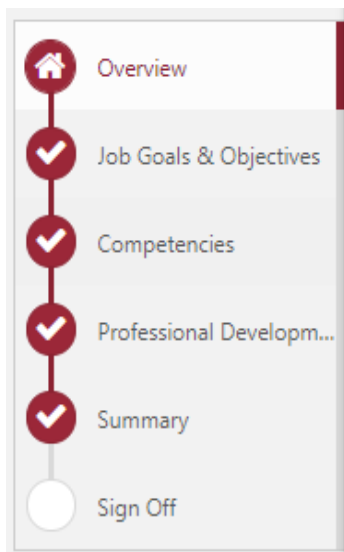 Overview
Job Goals & Objectives
Competencies
Professional Developm...
Summary
Sign Off